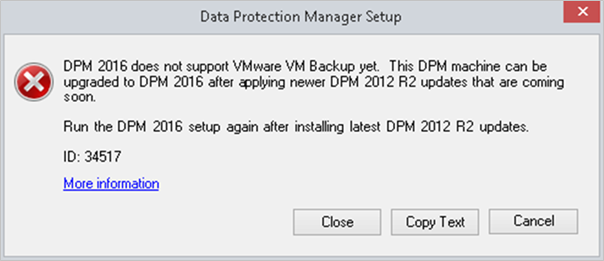 Data Protection Manager Setup
DPM 2016 does not support VMware VM Backup yet. This DPM machine can be
upgraded to DPM 2016 after applying newer DPM 2012 R2 updates that are coming
soon.
Run the DPM 2016 setup again after installing latest DPM 2012 R2 updates.
ID: 34517
More information
Close Copy Text Cancel